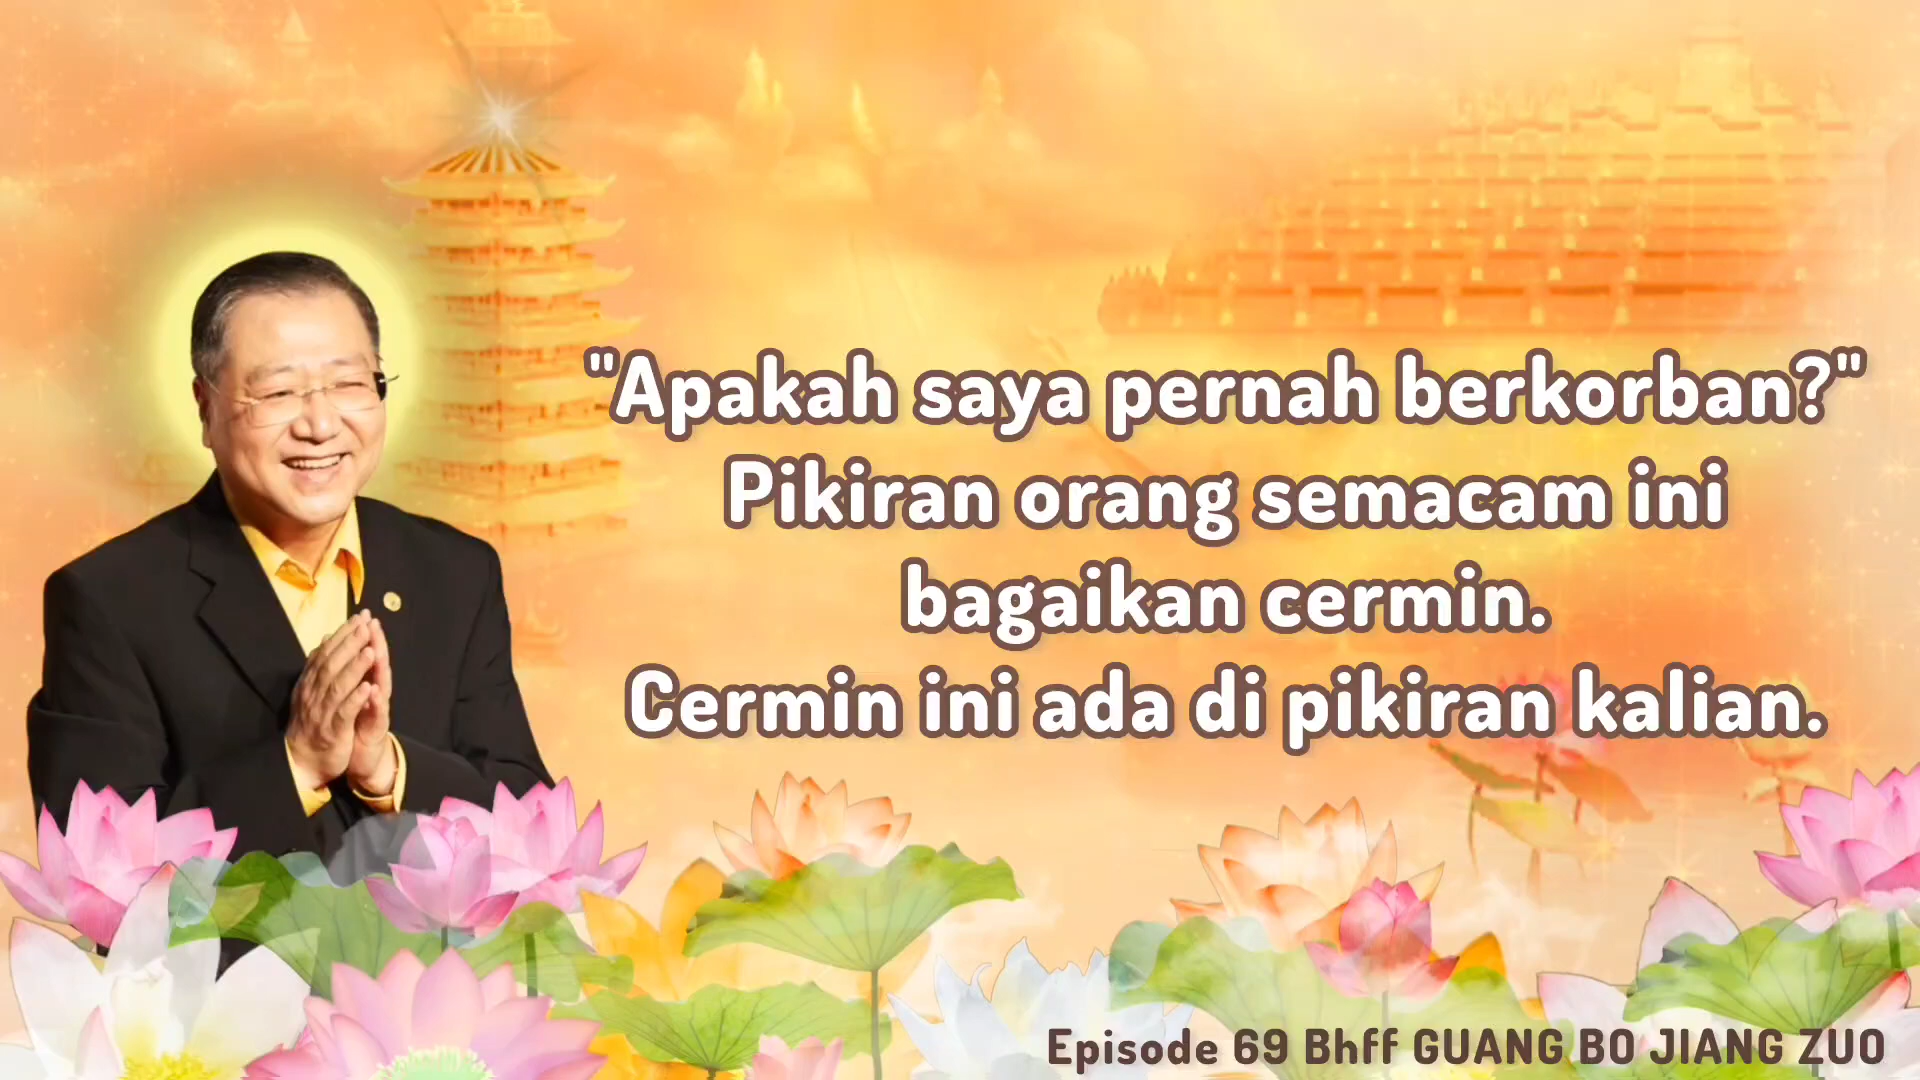 "Apakah saya pernah berkorban?"
Pikiran orang semacam ini
bagaikan cermin.
Cermin ini ada di pikiran kalian.
Episode 69 Bhff GUANG BO JIANG ZUO